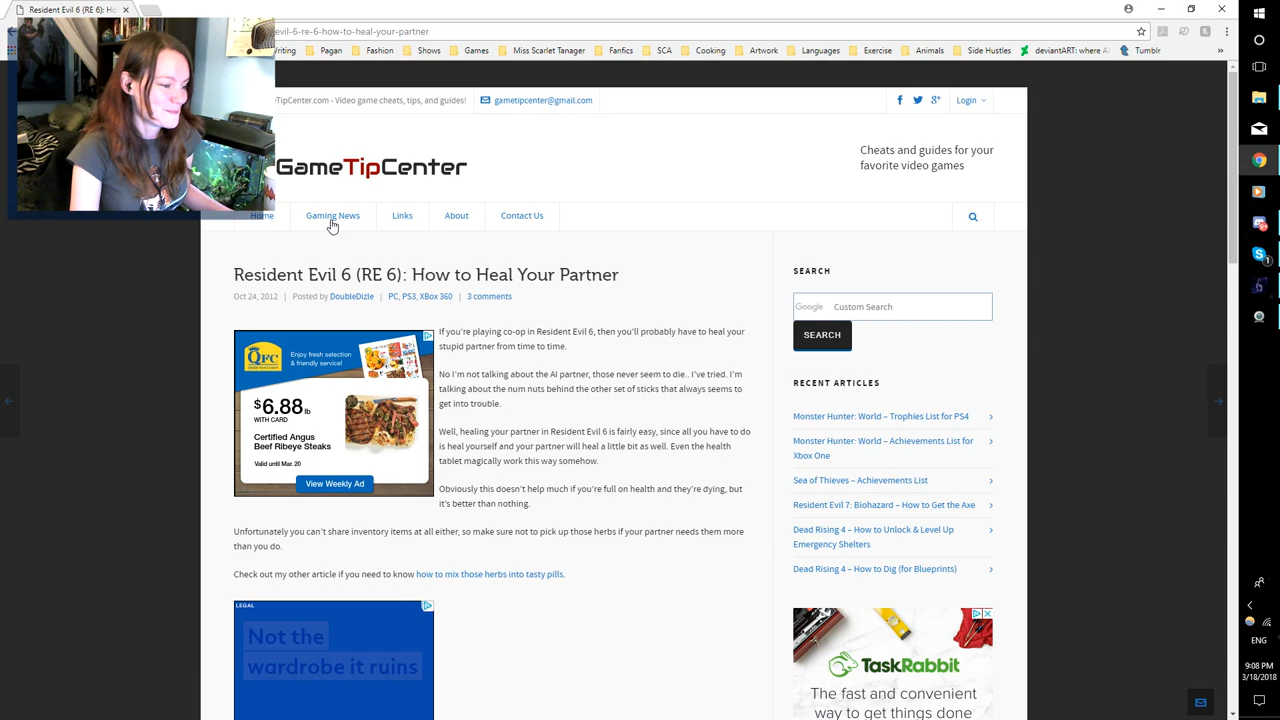 Resident Evil 6 (RE 6): H
evil-6-re-6-how-to-heal-your-partner
Writing
Pagan
Fashion
Shows
Games
Miss Scarlet Tanager
Fanfics
SCA
Cooking
Artwork
Languages
Exercise
Animals
Side Hustles
deviantART: where A
Tumblr
TipCenter.com - Video game cheats, tips, and guides!
gametipcenter@gmail.com
Login
GameTipCenter
Cheats and guides for your
favorite video games
Home
Gaming News
Links
About
Contact Us
Resident Evil 6 (RE 6): How to Heal Your Partner
Oct 24, 2012 | Posted by DoubleDizle | PC, PS3, XBox 360 | 3 comments
QFC
Enjoy fresh selection
& friendly service!
$6.88 lb
WITH CARD
Certified Angus
Beef Ribeye Steaks
Valid until Mar. 20
View Weekly Ad
If you're playing co-op in Resident Evil 6, then you'll probably have to heal your
stupid partner from time to time.
No I'm not talking about the AI partner, those never seem to die.. I've tried. I'm
talking about the num nuts behind the other set of sticks that always seems to
get into trouble.
Well, healing your partner in Resident Evil 6 is fairly easy, since all you have to do
is heal yourself and your partner will heal a little bit as well. Even the health
tablet magically work this way somehow.
Obviously this doesn't help much if you're full on health and they're dying, but
it's better than nothing.
Unfortunately you can't share inventory items at all either, so make sure not to pick up those herbs if your partner needs them more
than you do.
Check out my other article if you need to know how to mix those herbs into tasty pills.
LEGAL
Not the
wardrobe it ruins
SEARCH
Google Custom Search
SEARCH
RECENT ARTICLES
Monster Hunter: World – Trophies List for PS4
Monster Hunter: World – Achievements List for
Xbox One
Sea of Thieves – Achievements List
Resident Evil 7: Biohazard – How to Get the Axe
Dead Rising 4 – How to Unlock & Level Up
Emergency Shelters
Dead Rising 4 – How to Dig (for Blueprints)
TaskRabbit
The fast and convenient
way to get things done
1
ENG
9:08 PM
3/18/2018